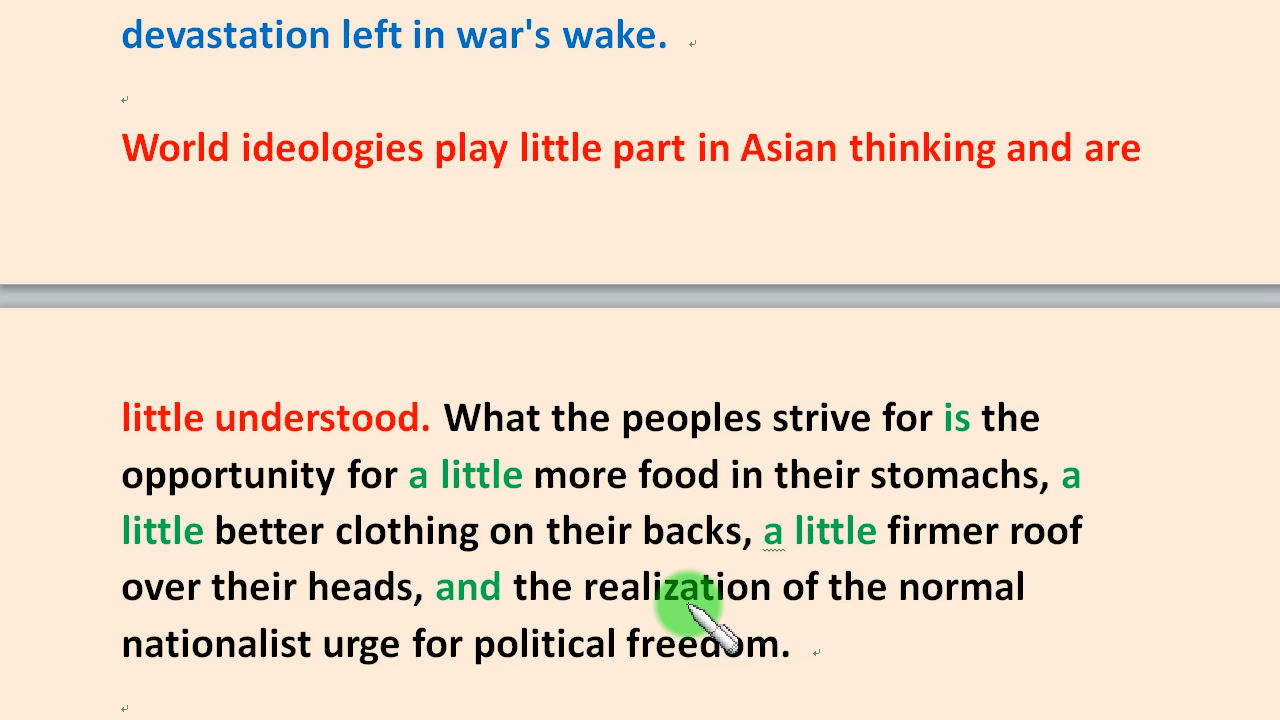 devastation left in war's wake.
World ideologies play little part in Asian thinking and are
little understood. What the peoples strive for is the
opportunity for a little more food in their stomachs, a
little better clothing on their backs, a little firmer roof
over their heads, and the realization of the normal
nationalist urge for political freedom.